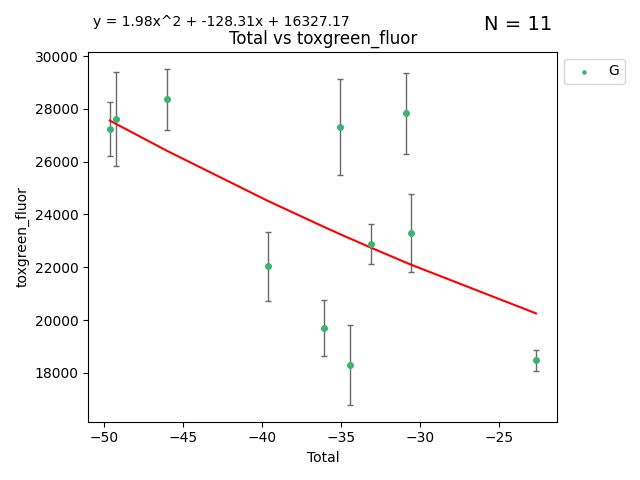 y = 1.98x^2 + -128.31x + 16327.17
N = 11
Total vs toxgreen_fluor
G
30000
28000
26000
24000
22000
20000
18000
toxgreen_fluor
−50
−45
−40
−35
−30
−25
Total